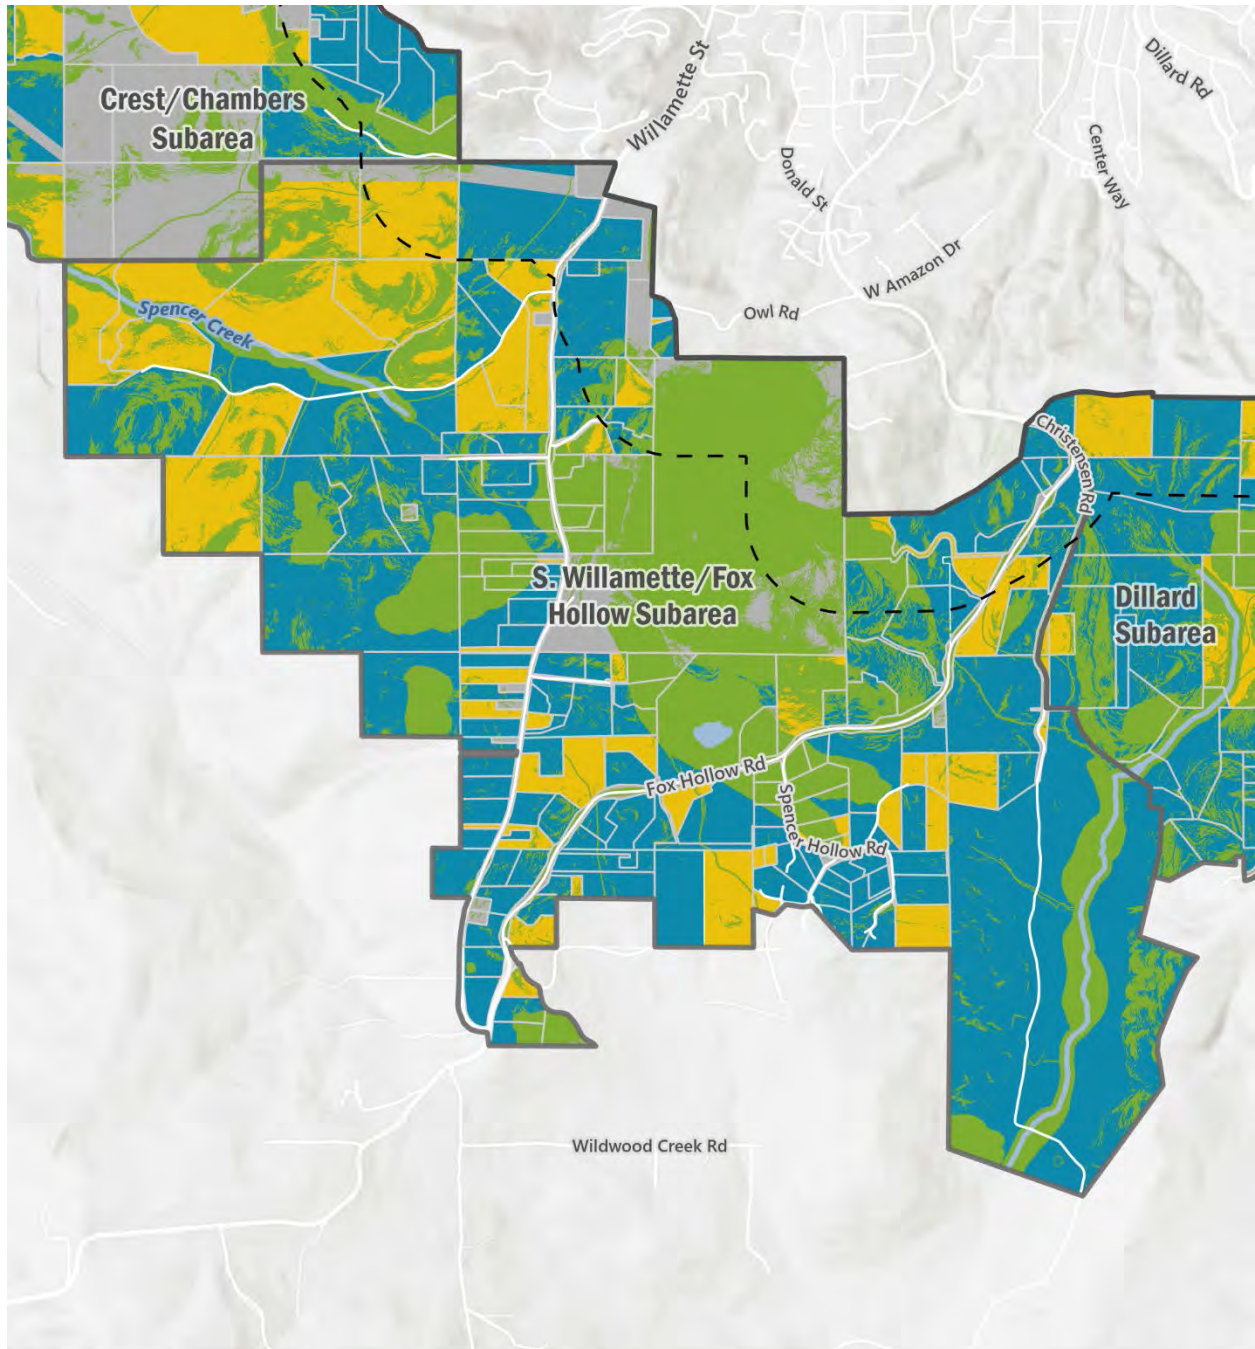 Willamette St
Dillard Rd
Crest/Chambers
Subarea
Center Way
Donald St
W Amazon Dr
Owl Rd
Spencer Creek
Christensen Rd
S. Willamette/Fox
Hollow Subarea
Dillard
Subarea
Fox Hollow Rd
Spencer Hollow Rd
Wildwood Creek Rd